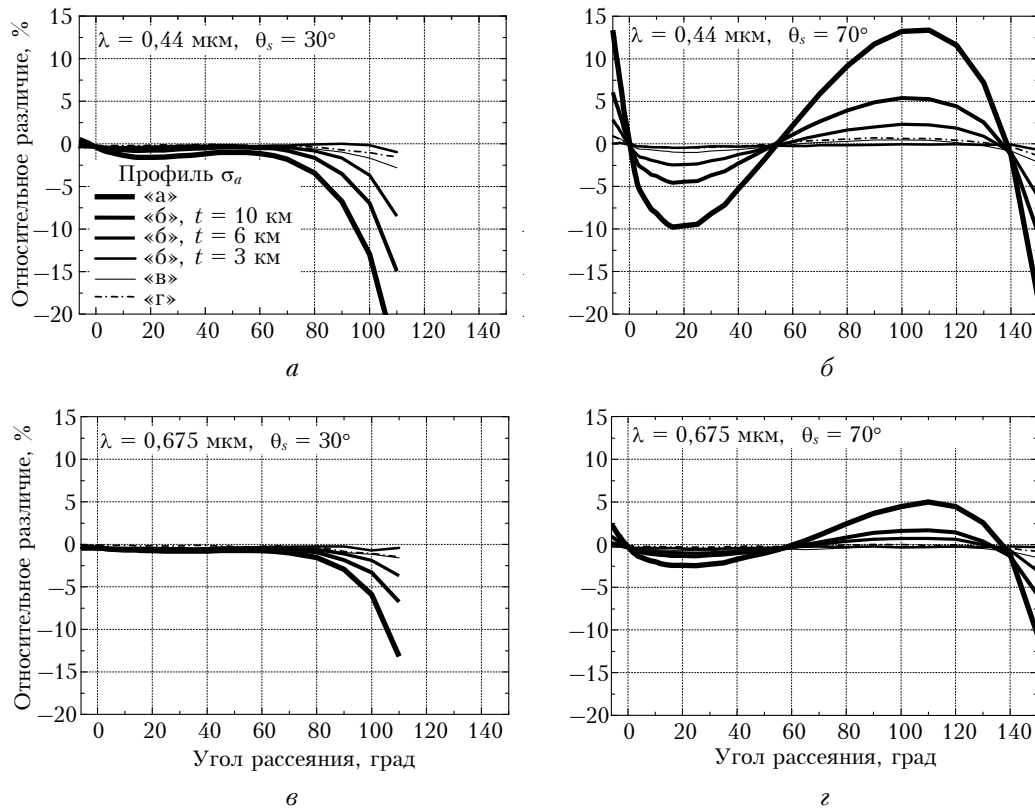 Относительное различие, %
15
10
5
0
−5
−10
−15
−20
λ = 0,44 мкм, θs = 30°
Профиль σa
«а»
«б», t = 10 км
«б», t = 6 км
«б», t = 3 км
«в»
«г»
0 20 40 60 80 100 120 140
а
15
10
5
0
−5
−10
−15
−20
λ = 0,44 мкм, θs = 70°
0 20 40 60 80 100 120 140
б
Относительное различие, %
15
10
5
0
−5
−10
−15
−20
λ = 0,675 мкм, θs = 30°
0 20 40 60 80 100 120 140
Угол рассеяния, град
в
15
10
5
0
−5
−10
−15
−20
λ = 0,675 мкм, θs = 70°
0 20 40 60 80 100 120 140
Угол рассеяния, град
г